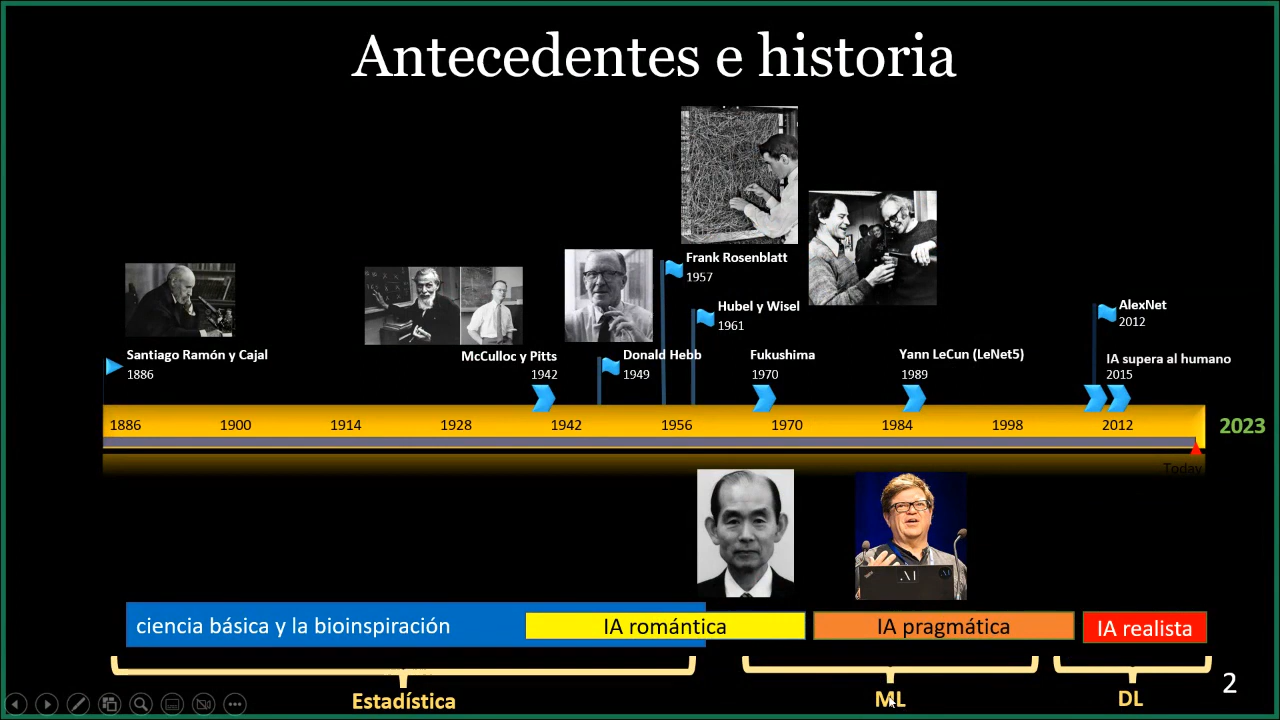 Antecedentes e historia
Frank Rosenblatt
1957
Hubel y Wisel
1961
AlexNet
2012
Santiago Ramón y Cajal
1886
McCulloc y Pitts
1942
Donald Hebb
1949
Fukushima
1970
Yann LeCun (LeNet5)
1989
IA supera al humano
2015
1886 1900 1914 1928 1942 1956 1970 1984 1998 2012 2023
Today
ciencia básica y la bioinspiración
IA romántica
IA pragmática
IA realista
Estadística
ML
DL
2